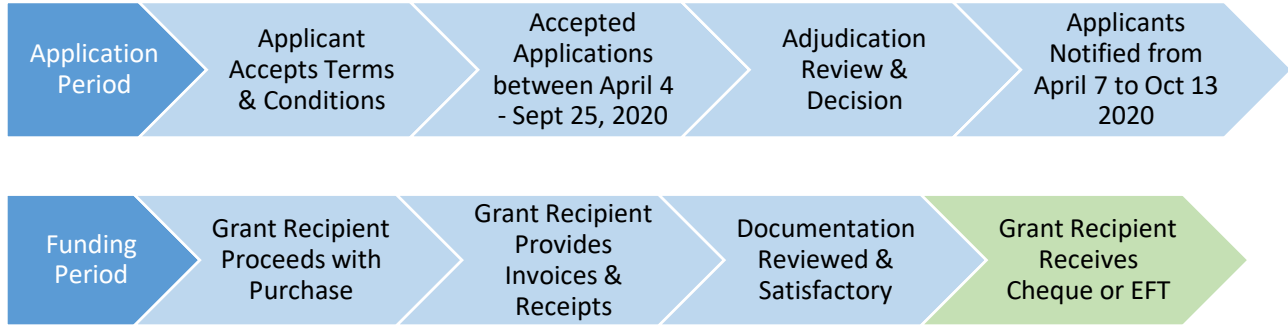 Application
Period
Applicant
Accepts Terms
& Conditions
Accepted
Applications
between April 4
- Sept 25, 2020
Adjudication
Review &
Decision
Applicants
Notified from
April 7 to Oct 13
2020
Funding
Period
Grant Recipient
Proceeds with
Purchase
Grant Recipient
Provides
Invoices &
Receipts
Documentation
Reviewed &
Satisfactory
Grant Recipient
Receives
Cheque or EFT